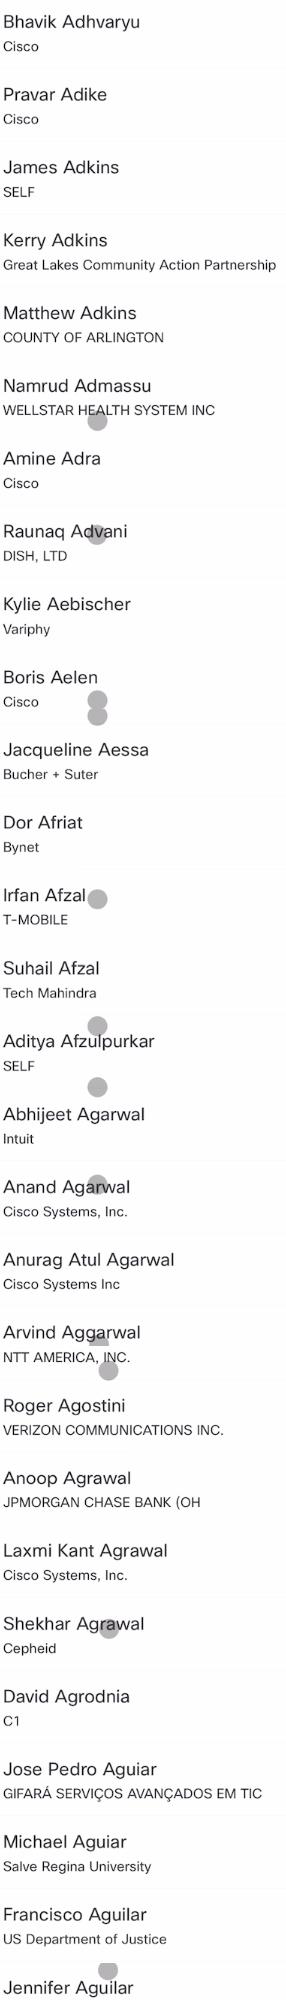 Bhavik Adhvaryu
Cisco
Pravar Adike
Cisco
James Adkins
SELF
Kerry Adkins
Great Lakes Community Action Partnership
Matthew Adkins
COUNTY OF ARLINGTON
Namrud Admassu
WELLSTAR HEALTH SYSTEM INC
Amine Adra
Cisco
Raunaq Advani
DISH, LTD
Kylie Aebischer
Variphy
Boris Aelen
Cisco
Jacqueline Aessa
Bucher + Suter
Dor Afriat
Bynet
Irfan Afzal
T-MOBILE
Suhail Afzal
Tech Mahindra
Aditya Afzulpurkar
SELF
Abhijeet Agarwal
Intuit
Anand Agarwal
Cisco Systems, Inc.
Anurag Atul Agarwal
Cisco Systems Inc
Arvind Aggarwal
NTT AMERICA, INC.
Roger Agostini
VERIZON COMMUNICATIONS INC.
Anoop Agrawal
JPMORGAN CHASE BANK (OH
Laxmi Kant Agrawal
Cisco Systems, Inc.
Shekhar Agrawal
Cepheid
David Agrodnia
C1
Jose Pedro Aguiar
GIFARÁ SERVIÇOS AVANÇADOS EM TIC
Michael Aguiar
Salve Regina University
Francisco Aguilar
US Department of Justice
Jennifer Aguilar